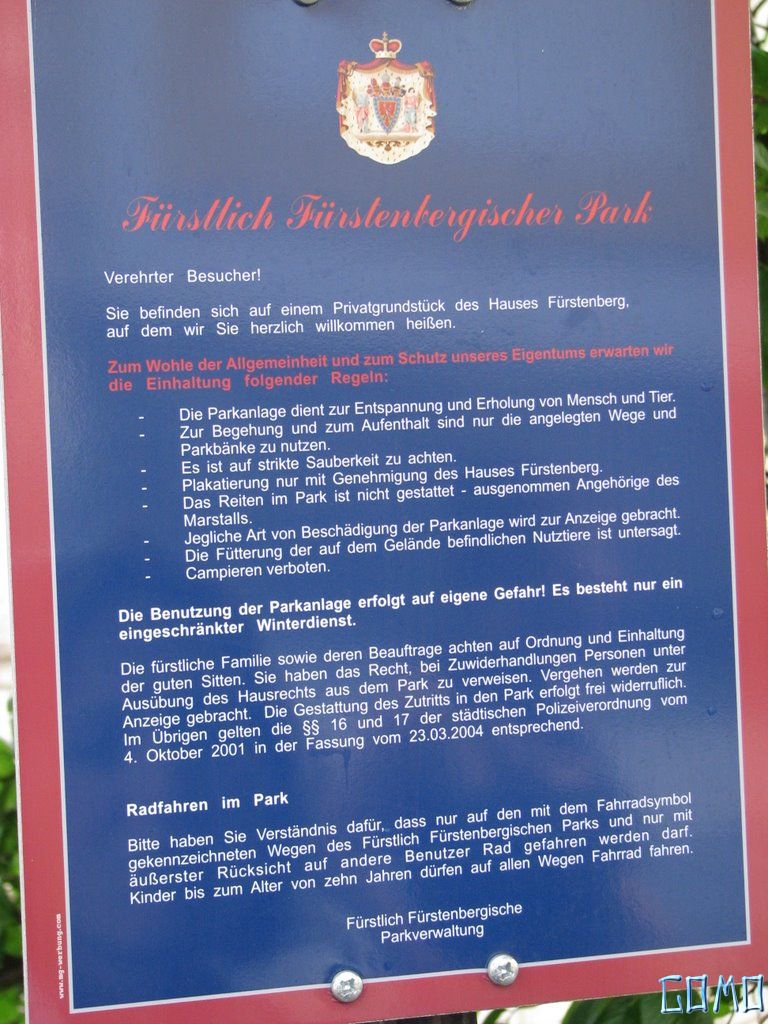 Fürstlich Fürstenbergischer Park
Verehrter Besucher!
Sie befinden sich auf einem Privatgrundstück des Hauses Fürstenberg,
auf dem wir Sie herzlich willkommen heißen.
Zum Wohle der Allgemeinheit und zum Schutz unseres Eigentums erwarten wir
die Einhaltung folgender Regeln:
- Die Parkanlage dient zur Entspannung und Erholung von Mensch und Tier.
- Zur Begehung und zum Aufenthalt sind nur die angelegten Wege und
Parkbänke zu nutzen.
- Es ist auf strikte Sauberkeit zu achten.
- Plakatierung nur mit Genehmigung des Hauses Fürstenberg.
- Das Reiten im Park ist nicht gestattet - ausgenommen Angehörige des
Marstalls.
- Jegliche Art von Beschädigung der Parkanlage wird zur Anzeige gebracht.
- Die Fütterung der auf dem Gelände befindlichen Nutztiere ist untersagt.
- Campieren verboten.
Die Benutzung der Parkanlage erfolgt auf eigene Gefahr! Es besteht nur ein
eingeschränkter Winterdienst.
Die fürstliche Familie sowie deren Beauftrage achten auf Ordnung und Einhaltung
der guten Sitten. Sie haben das Recht, bei Zuwiderhandlungen Personen unter
Ausübung des Hausrechts aus dem Park zu verweisen. Vergehen werden zur
Anzeige gebracht. Die Gestattung des Zutritts in den Park erfolgt frei widerruflich.
Im Übrigen gelten die §§ 16 und 17 der städtischen Polizeiverordnung vom
4. Oktober 2001 in der Fassung vom 23.03.2004 entsprechend.
Radfahren im Park
Bitte haben Sie Verständnis dafür, dass nur auf den mit dem Fahrradsymbol
gekennzeichneten Wegen des Fürstlich Fürstenbergischen Parks und nur mit
äußerster Rücksicht auf andere Benutzer Rad gefahren werden darf.
Kinder bis zum Alter von zehn Jahren dürfen auf allen Wegen Fahrrad fahren.
Fürstlich Fürstenbergische
Parkverwaltung
www.mg-werbung.com
GOMO